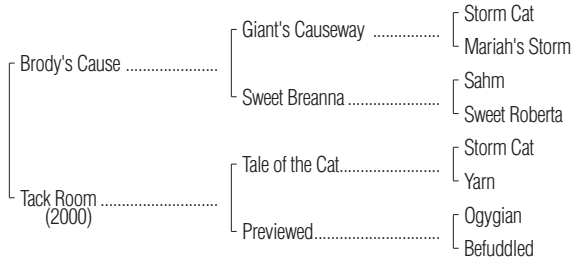 Storm Cat
Giant's Causeway ..................
Mariah's Storm
Brody's Cause .........................
Sahm
Sweet Breanna .........................
Sweet Roberta
Storm Cat
Tale of the Cat...........................
Yarn
Tack Room ................................
(2000)
Ogygian
Previewed..................................
Befuddled